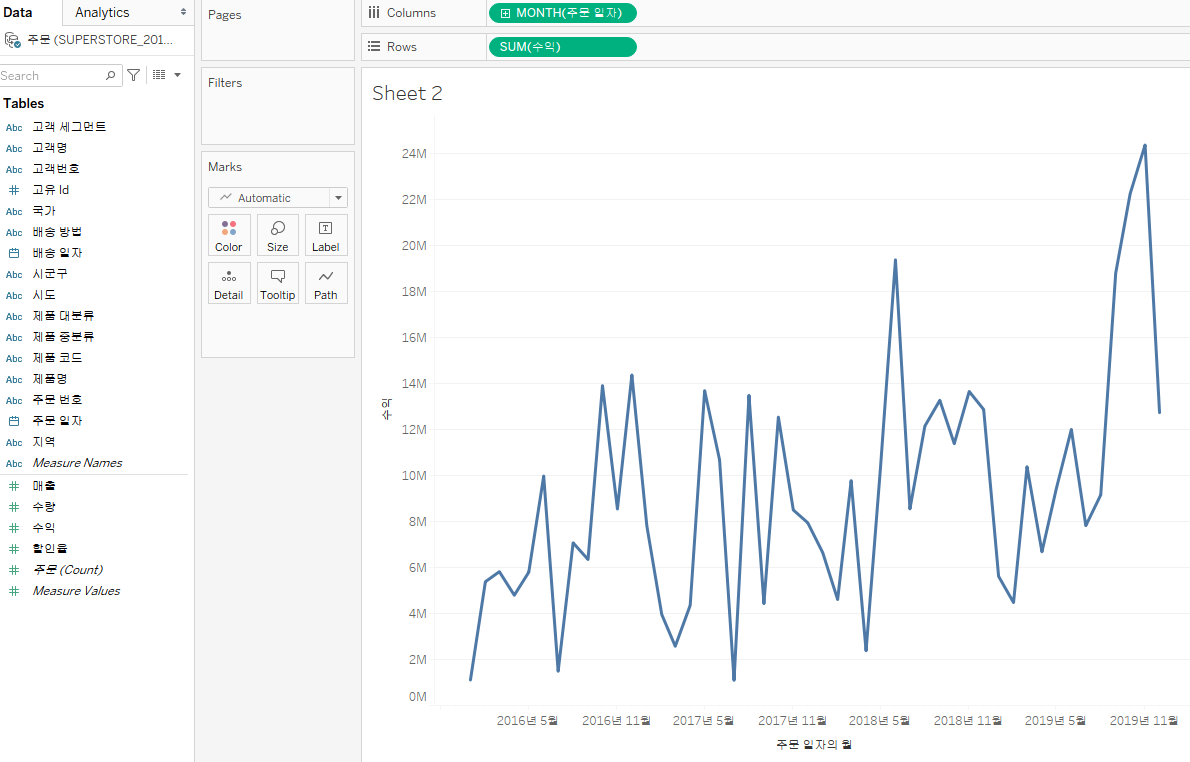 Data
Analytics
주문 (SUPERSTORE_201...
Search
Tables
Abc 고객 세그먼트
Abc 고객명
Abc 고객번호
# 고유 Id
Abc 국가
Abc 배송 방법
배송 일자
Abc 시군구
Abc 시도
Abc 제품 대분류
Abc 제품 중분류
Abc 제품 코드
Abc 제품명
Abc 주문 번호
주문 일자
Abc 지역
Abc Measure Names
# 매출
# 수량
# 수익
# 할인율
# 주문 (Count)
# Measure Values
Pages
Filters
Marks
Automatic
Color
Size
Label
Detail
Tooltip
Path
Columns
MONTH(주문 일자)
Rows
SUM(수익)
Sheet 2
수익
24M
22M
20M
18M
16M
14M
12M
10M
8M
6M
4M
2M
0M
2016년 5월
2016년 11월
2017년 5월
2017년 11월
2018년 5월
2018년 11월
2019년 5월
2019년 11월
주문 일자의 월